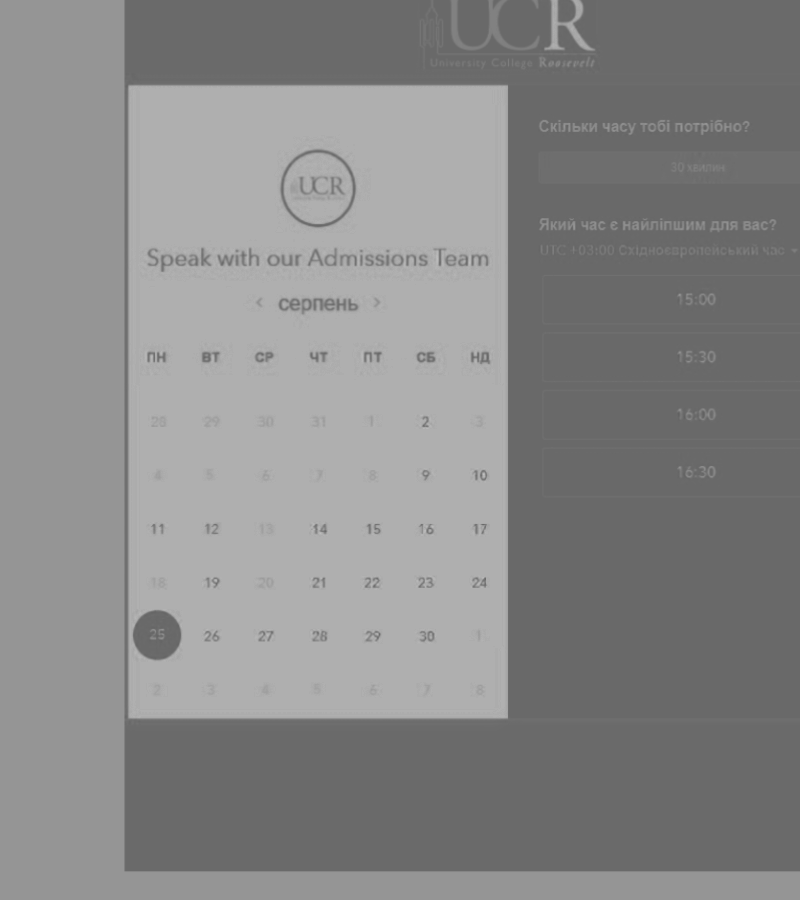 UCR
University College Roosevelt
UCR
Speak with our Admissions Team
< серпень >
ПН ВТ СР ЧТ ПТ СБ НД
28 29 30 31 1 2 3
4 5 6 7 8 9 10
11 12 13 14 15 16 17
18 19 20 21 22 23 24
25 26 27 28 29 30 1
2 3 4 5 6 7 8
Скільки часу тобі потрібно?
30 хвилин
Який час є найліпшим для вас?
UTC +03:00 Східноєвропейський час
15:00
15:30
16:00
16:30